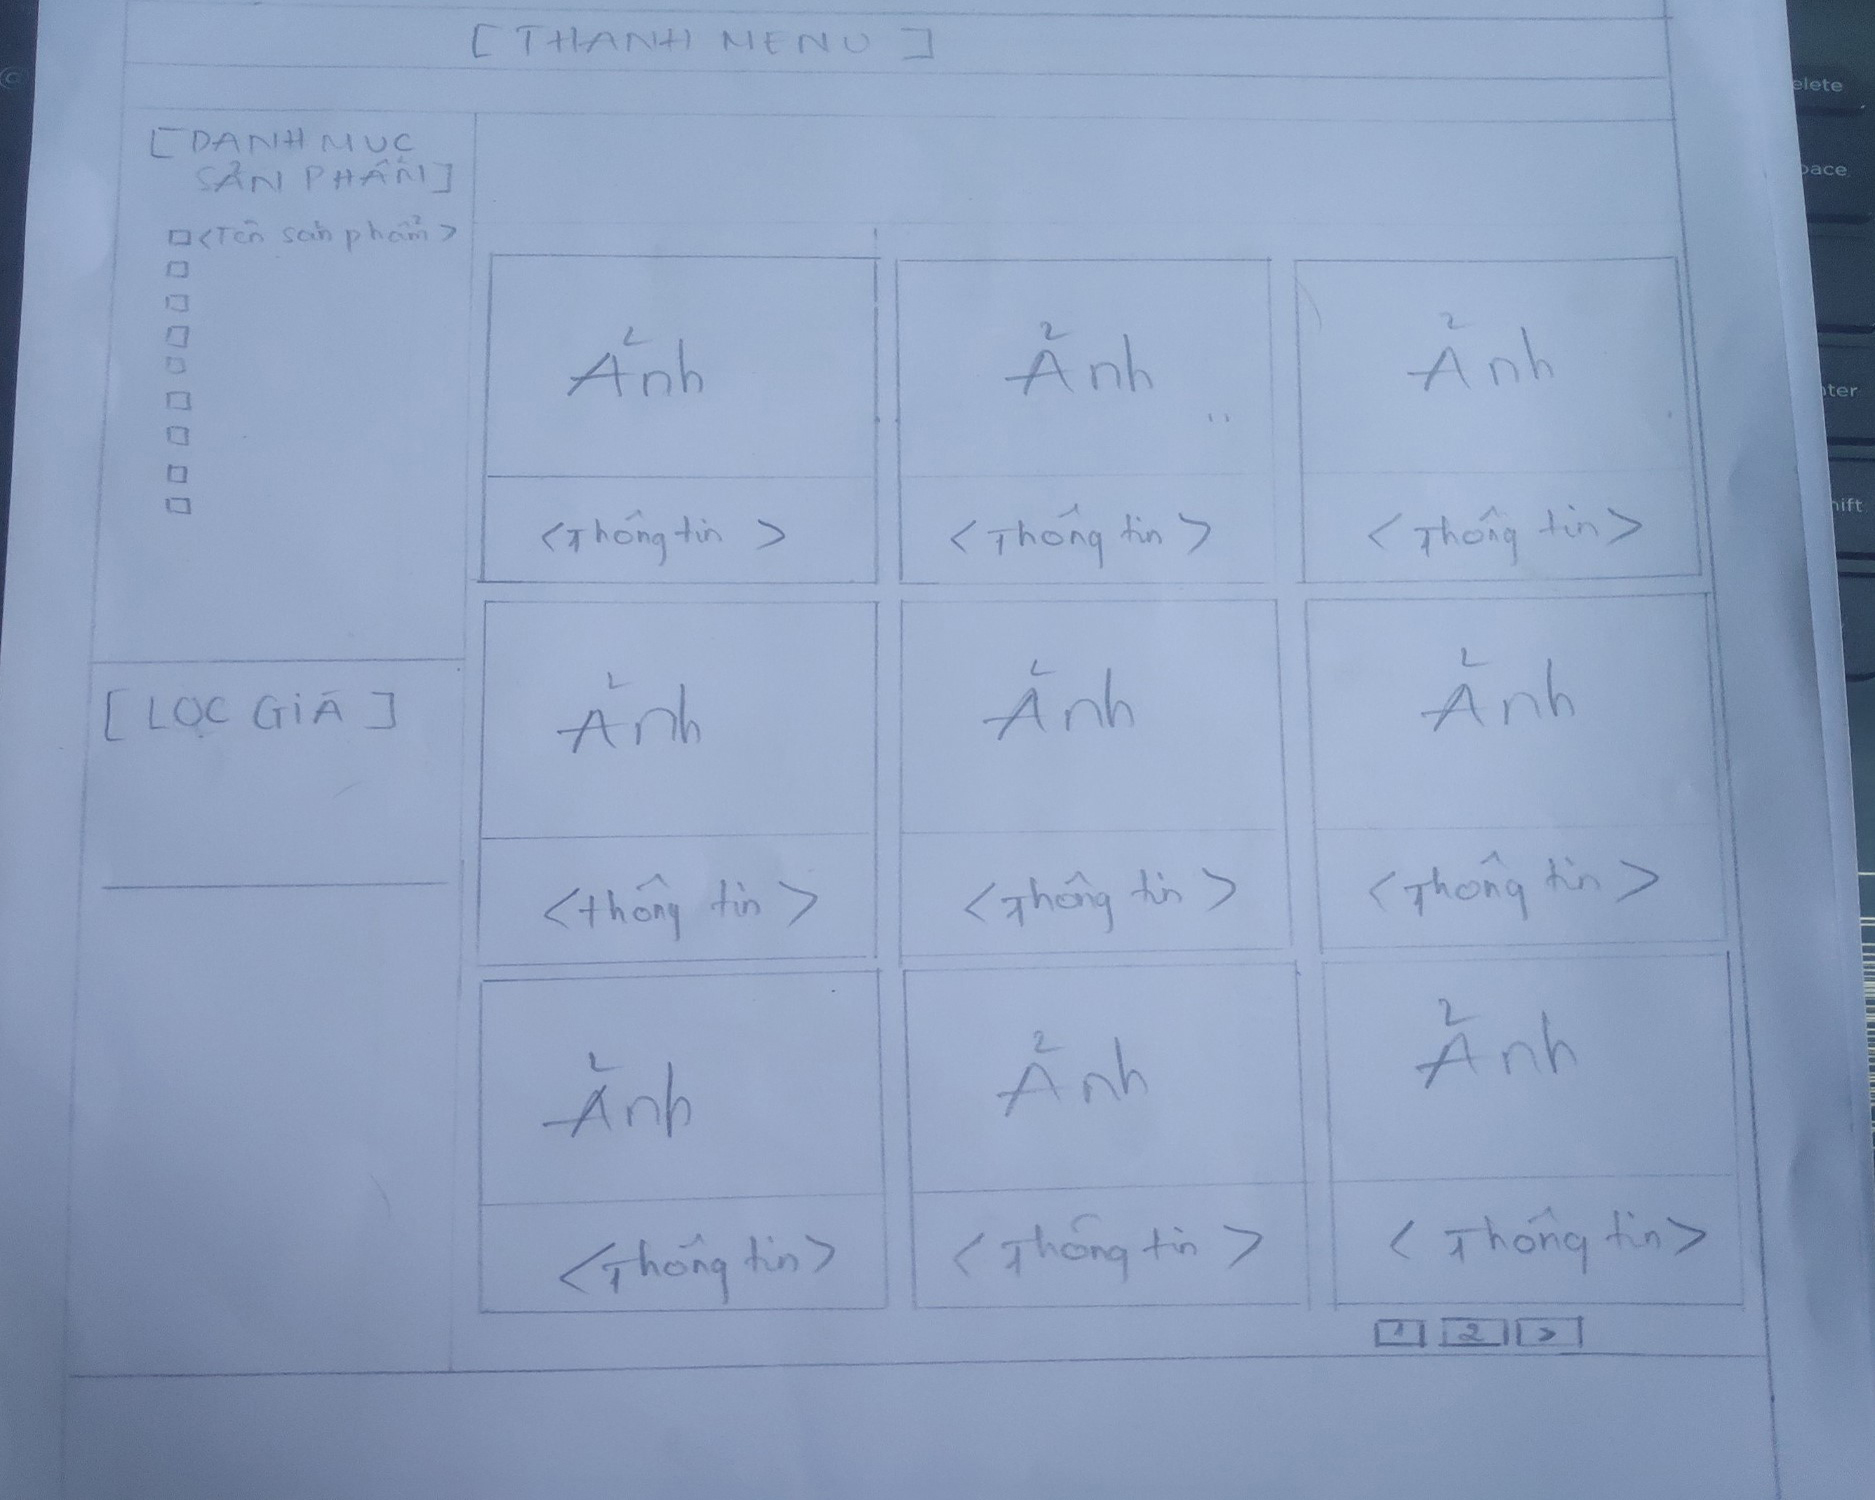 [ THANH MENU ]
[ DANH MUC
SẢN PHẨM ]
<Tên sản phẩm>
Ảnh
Ảnh
Ảnh
<Thông tin >
<Thông tin >
<Thông tin>
[ LỌC GIÁ ]
Ảnh
Ảnh
Ảnh
<thông tin >
<Thông tin >
<Thông tin >
Ảnh
Ảnh
Ảnh
<Thông tin>
<Thông tin >
<Thông tin>
1 2 >
elete
pace
nter
hift